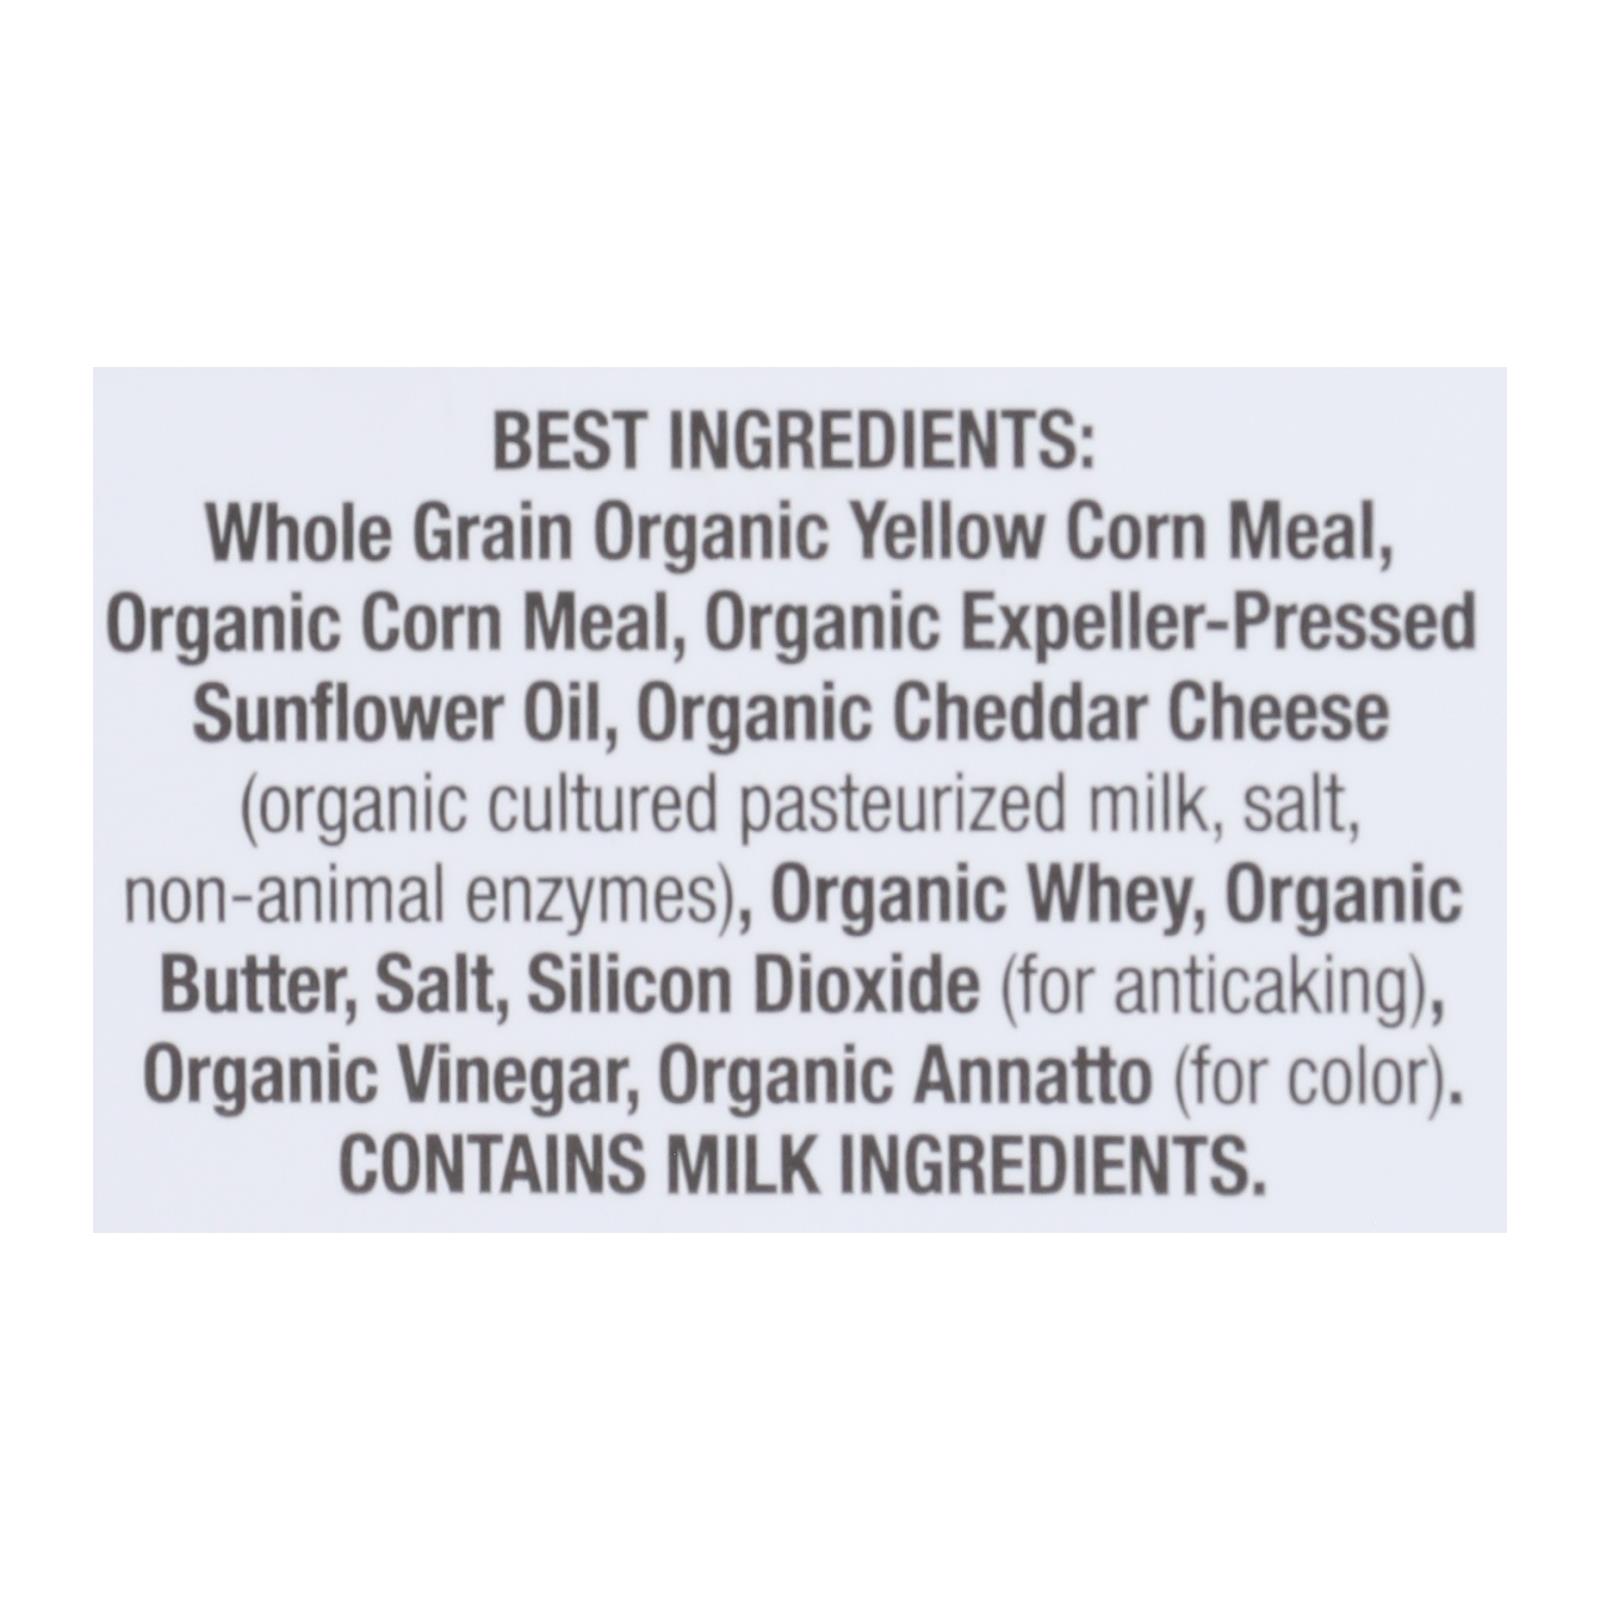 BEST INGREDIENTS:
Whole Grain Organic Yellow Corn Meal,
Organic Corn Meal, Organic Expeller-Pressed
Sunflower Oil, Organic Cheddar Cheese
(organic cultured pasteurized milk, salt,
non-animal enzymes), Organic Whey, Organic
Butter, Salt, Silicon Dioxide (for anticaking),
Organic Vinegar, Organic Annatto (for color).
CONTAINS MILK INGREDIENTS.